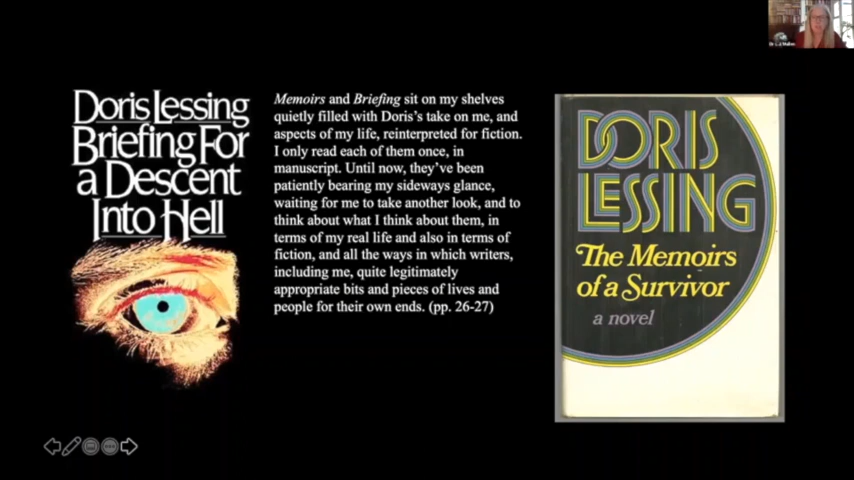 Doris Lessing
Briefing For
a Descent
Into Hell
Memoirs and Briefing sit on my shelves
quietly filled with Doris's take on me, and
aspects of my life, reinterpreted for fiction.
I only read each of them once, in
manuscript. Until now, they've been
patiently bearing my sideways glance,
waiting for me to take another look, and to
think about what I think about them, in
terms of my real life and also in terms of
fiction, and all the ways in which writers,
including me, quite legitimately
appropriate bits and pieces of lives and
people for their own ends. (pp. 26-27)
DORIS
LESSING
The Memoirs
of a Survivor
a novel